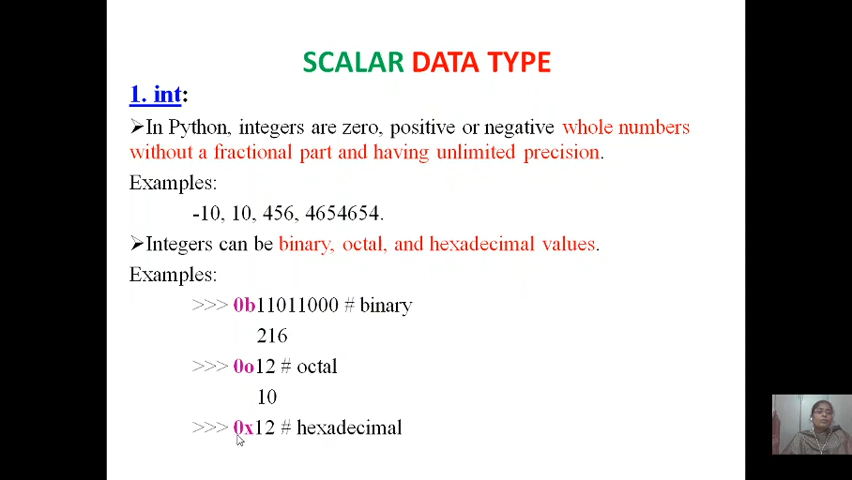 SCALAR DATA TYPE
1. int:
➢In Python, integers are zero, positive or negative whole numbers
without a fractional part and having unlimited precision.
Examples:
-10, 10, 456, 4654654.
➢Integers can be binary, octal, and hexadecimal values.
Examples:
>>> 0b11011000 # binary
216
>>> 0o12 # octal
10
>>> 0x12 # hexadecimal